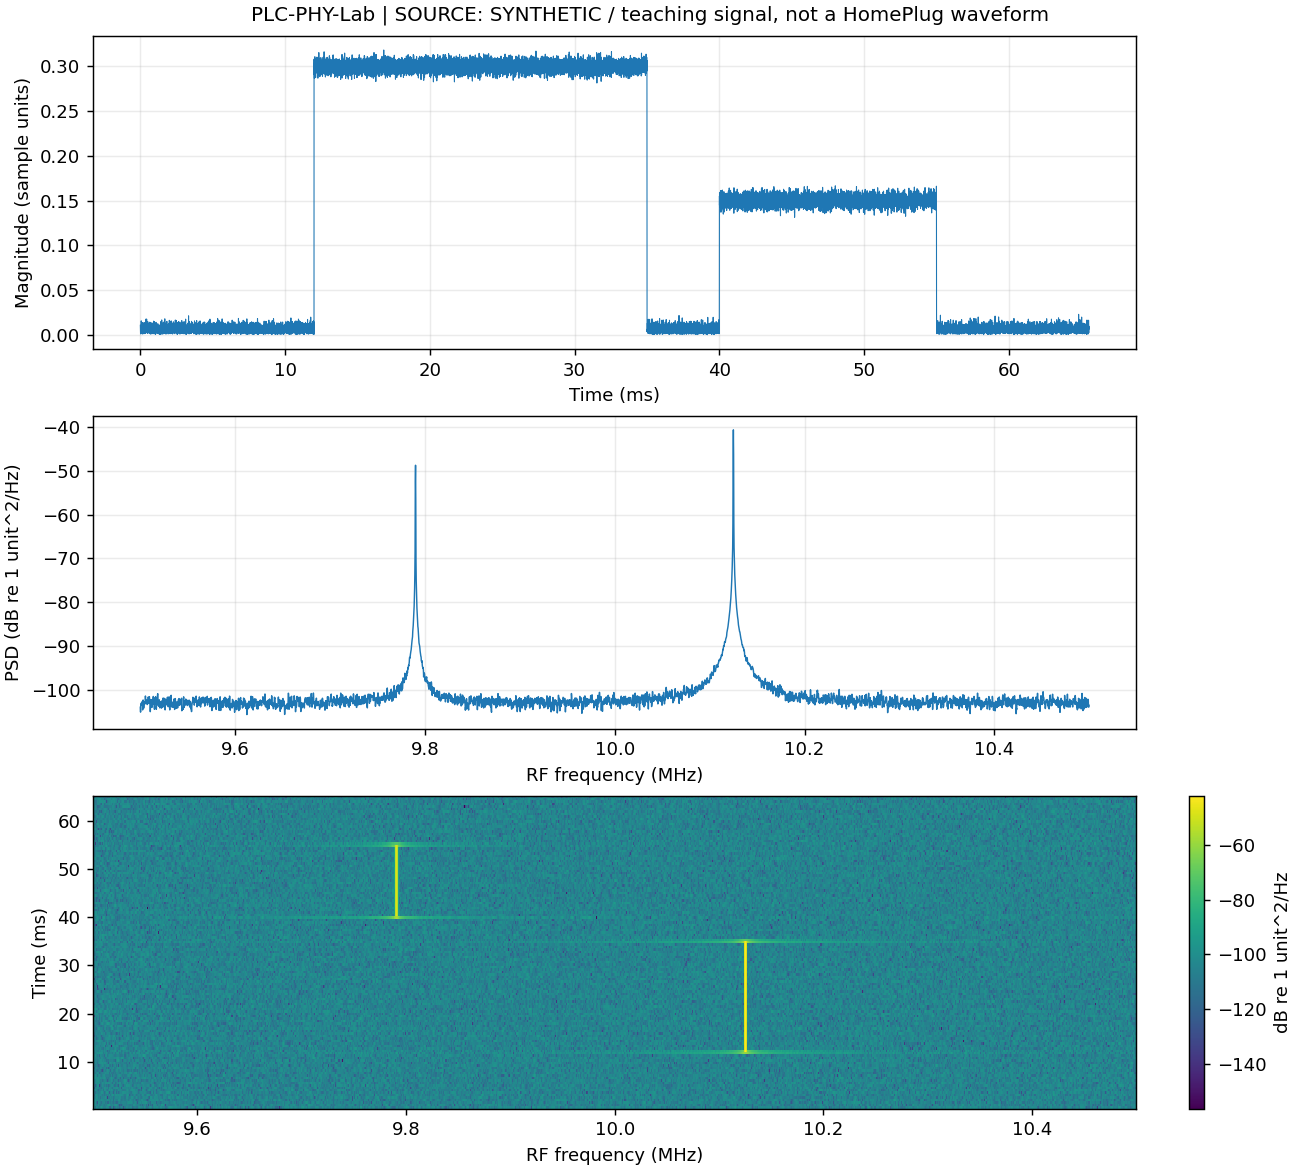 PLC-PHY-Lab | SOURCE: SYNTHETIC / teaching signal, not a HomePlug waveform
Magnitude (sample units)
0.30
0.25
0.20
0.15
0.10
0.05
0.00
0 10 20 30 40 50 60
Time (ms)
PSD (dB re 1 unit^2/Hz)
−40
−50
−60
−70
−80
−90
−100
9.6 9.8 10.0 10.2 10.4
RF frequency (MHz)
Time (ms)
60
50
40
30
20
10
9.6 9.8 10.0 10.2 10.4
RF frequency (MHz)
−60
−80
−100
−120
−140
dB re 1 unit^2/Hz